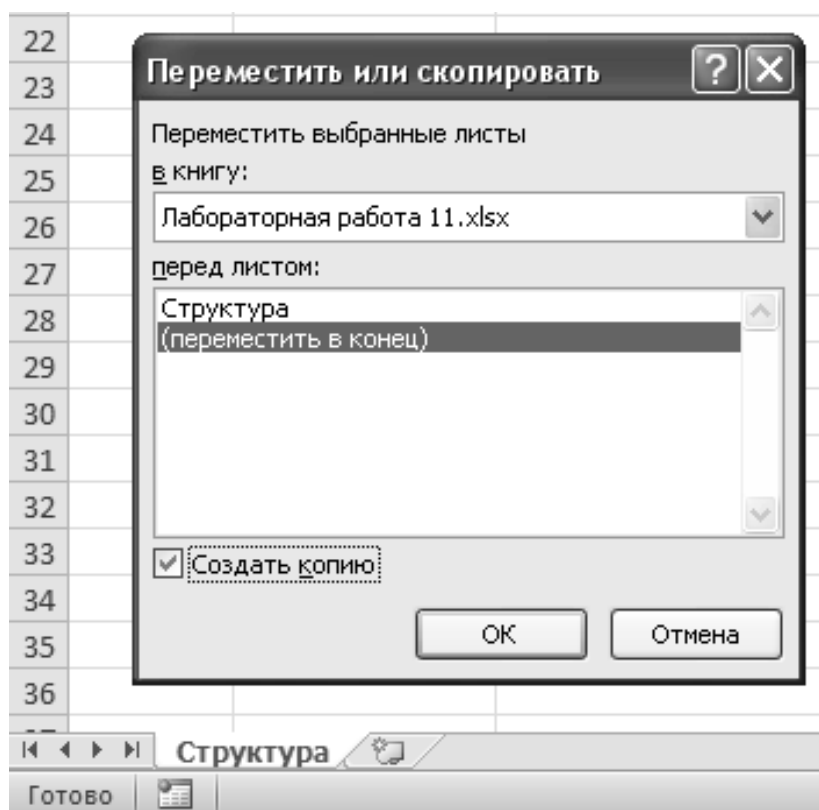 22
Переместить или скопировать
23
24
Переместить выбранные листы
25
в книгу:
26
Лабораторная работа 11.xlsx
27
перед листом:
28
Структура
(переместить в конец)
29
30
31
32
33
Создать копию
34
35
ОК
Отмена
36
Структура
Готово